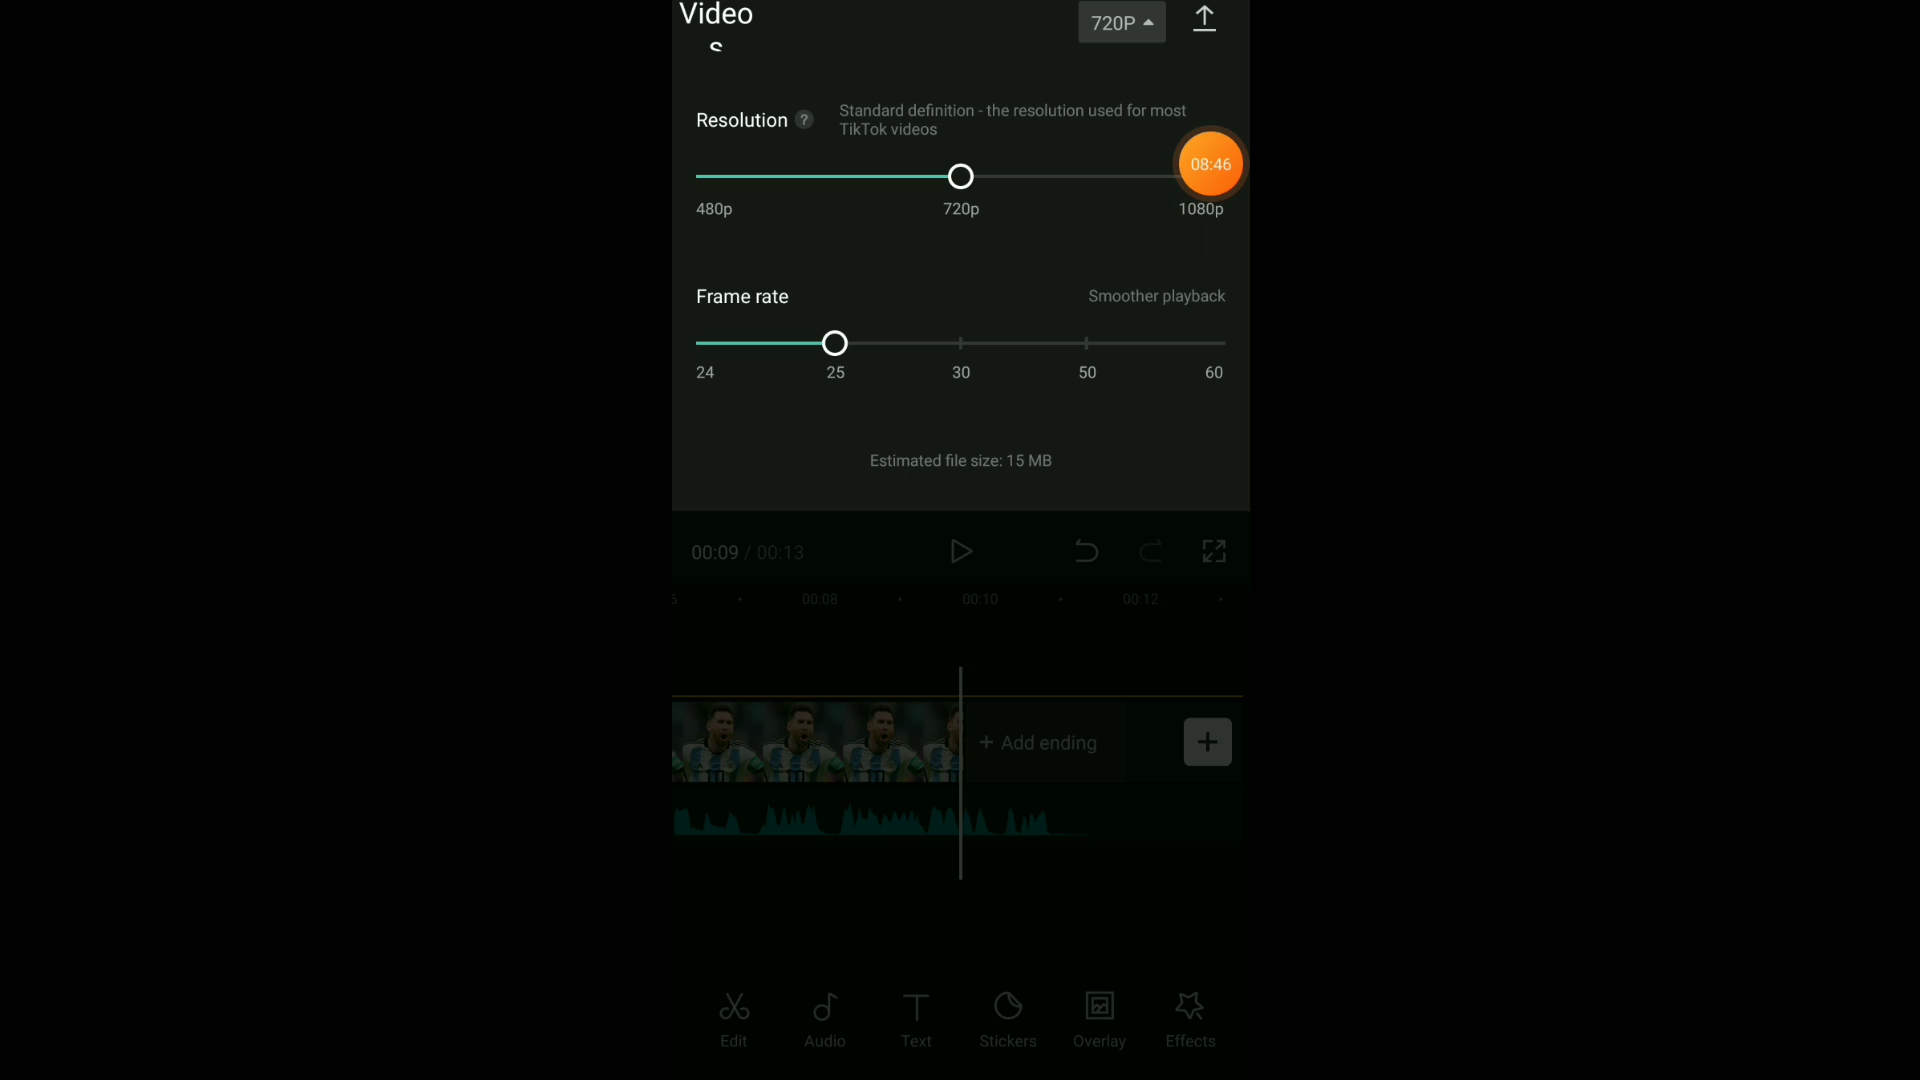 Video
720P
Resolution ?
Standard definition - the resolution used for most
TikTok videos
08:46
480p 720p 1080p
Frame rate
Smoother playback
24 25 30 50 60
Estimated file size: 15 MB
00:09 / 00:13
00:08 00:10 00:12
+ Add ending
Edit Audio Text Stickers Overlay Effects